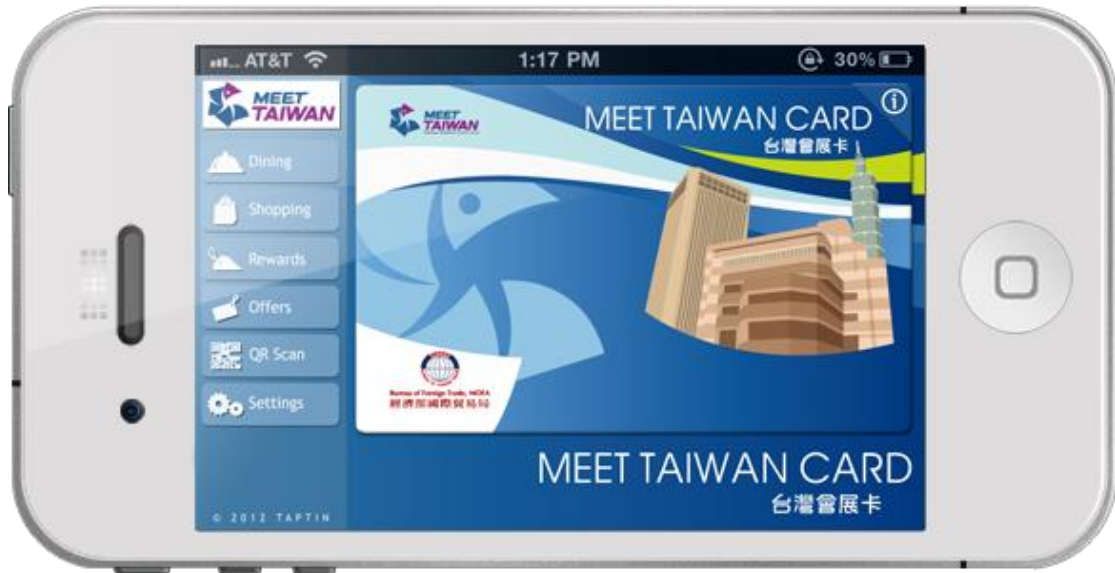 AT&T 1:17 PM 30%
MEET
TAIWAN
Dining
Shopping
Rewards
Offers
QR Scan
Settings
© 2012 TAPTIN
MEET
TAIWAN
MEET TAIWAN CARD
台灣會展卡
Bureau of Foreign Trade, MOEA
經濟部國際貿易局
MEET TAIWAN CARD
台灣會展卡